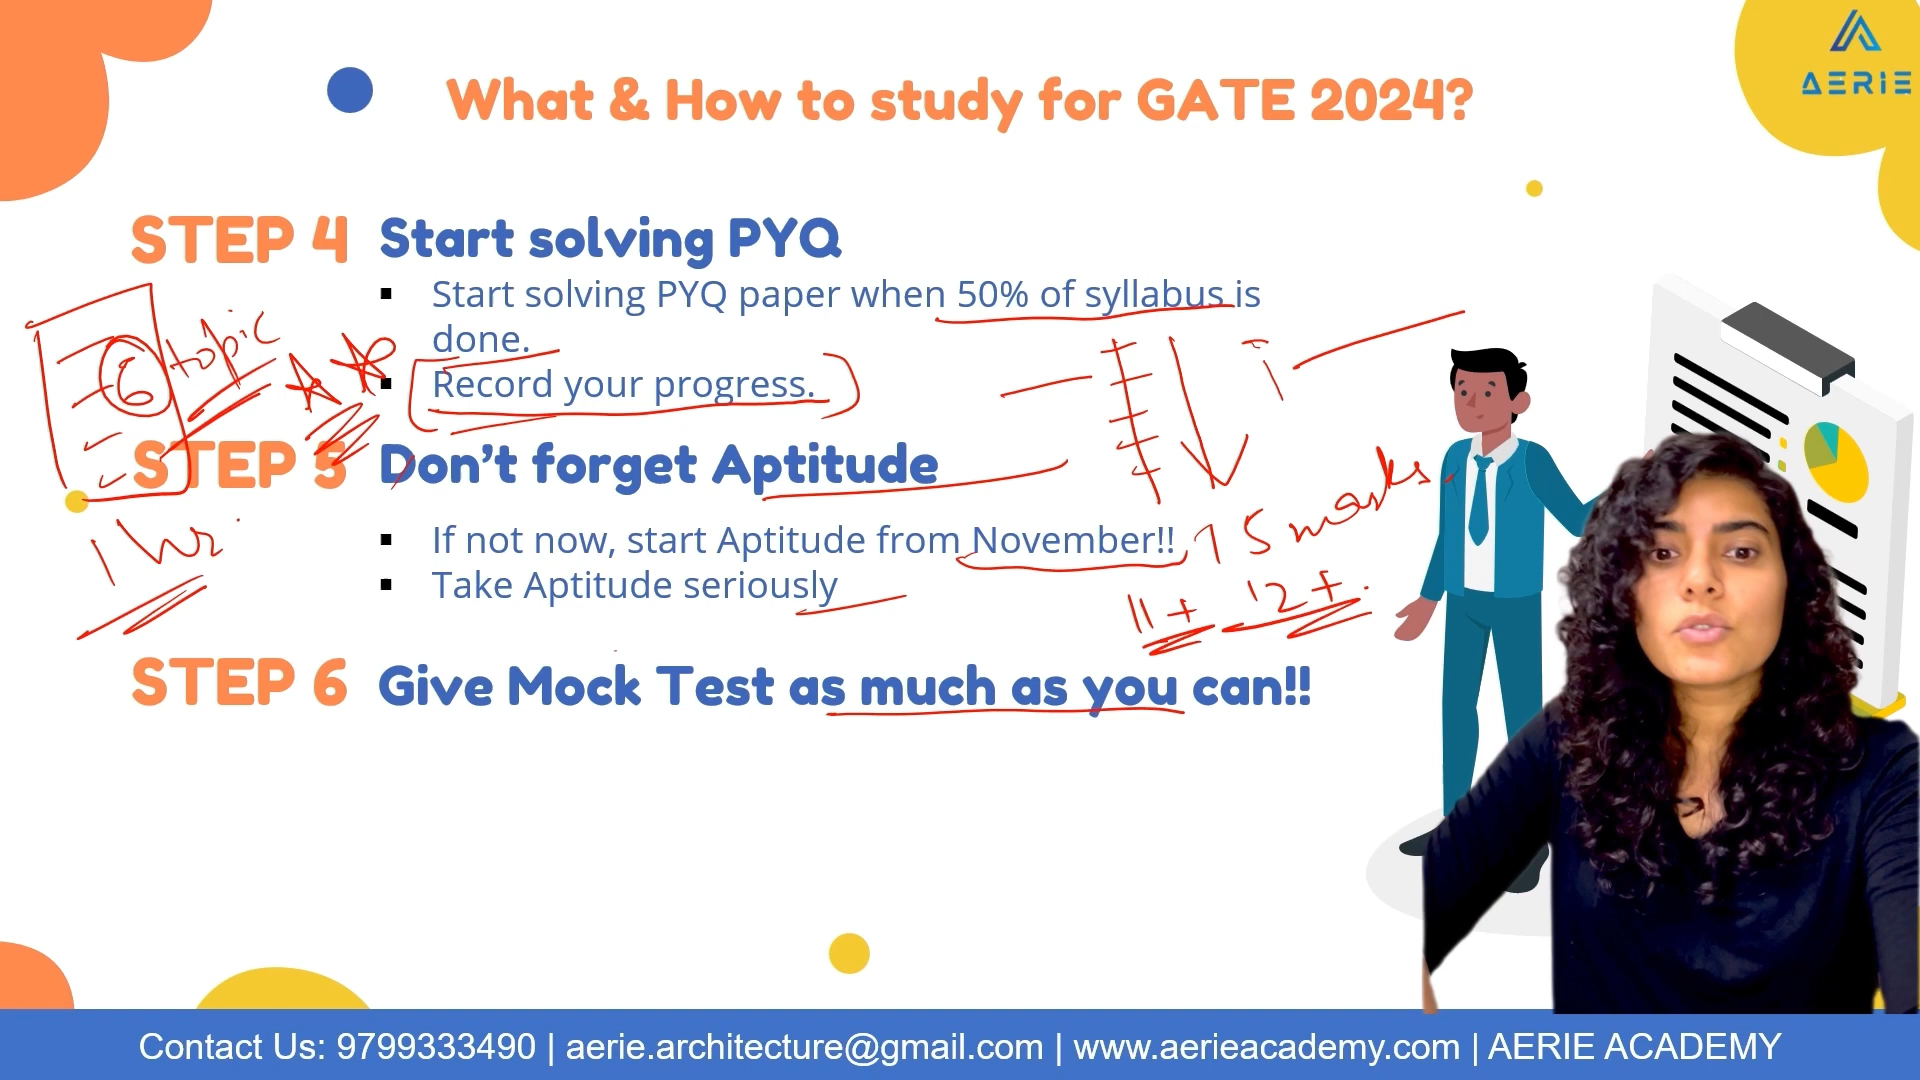 What & How to study for GATE 2024?
AERIE
STEP 4 Start solving PYQ
▪ Start solving PYQ paper when 50% of syllabus is
done.
▪ Record your progress.
6 topic
STEP 5 Don't forget Aptitude
1 hr.
▪ If not now, start Aptitude from November!!
15 marks.
▪ Take Aptitude seriously
11+ 12+.
STEP 6 Give Mock Test as much as you can!!
Contact Us: 9799333490 | aerie.architecture@gmail.com | www.aerieacademy.com | AERIE ACADEMY